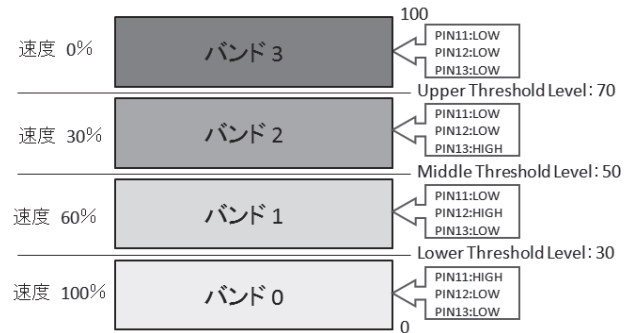 100
速度 0%
バンド 3
PIN11:LOW
PIN12:LOW
PIN13:LOW
Upper Threshold Level: 70
速度 30%
バンド 2
PIN11:LOW
PIN12:LOW
PIN13:HIGH
Middle Threshold Level: 50
速度 60%
バンド 1
PIN11:LOW
PIN12:HIGH
PIN13:LOW
Lower Threshold Level: 30
速度 100%
バンド 0
PIN11:HIGH
PIN12:LOW
PIN13:LOW
0